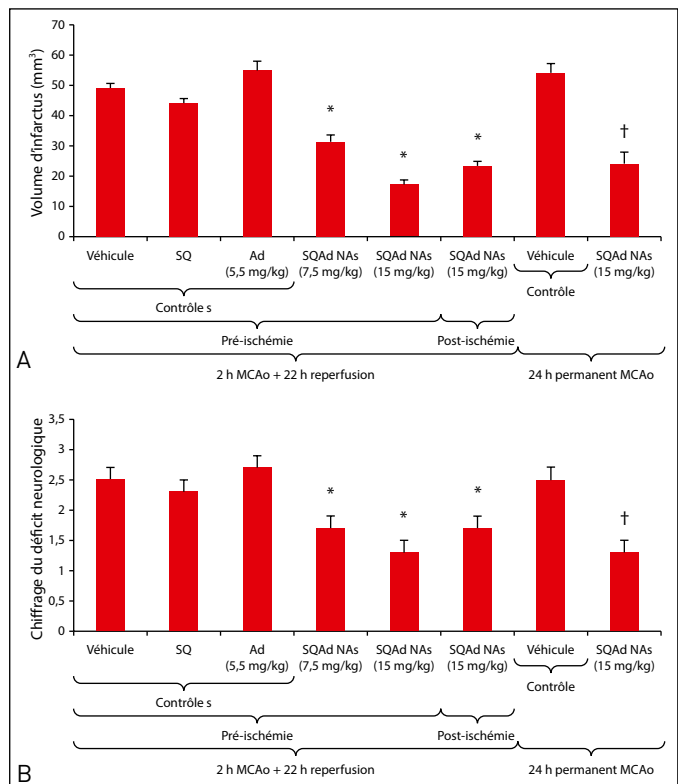 70
60
50
40
30
20
10
0
Volume d'infarctus (mm³)
* * * †
Véhicule SQ Ad SQAd NAs SQAd NAs SQAd NAs Véhicule SQAd NAs
(5,5 mg/kg) (7,5 mg/kg) (15 mg/kg) (15 mg/kg) (15 mg/kg)
Contrôle
Contrôle s
Pré-ischémie Post-ischémie
A
2 h MCAo + 22 h reperfusion 24 h permanent MCAo
3,5
3
2,5
2
1,5
1
0,5
0
Chiffrage du déficit neurologique
* * * †
Véhicule SQ Ad SQAd NAs SQAd NAs SQAd NAs Véhicule SQAd NAs
(5,5 mg/kg) (7,5 mg/kg) (15 mg/kg) (15 mg/kg) (15 mg/kg)
Contrôle
Contrôle s
Pré-ischémie Post-ischémie
B
2 h MCAo + 22 h reperfusion 24 h permanent MCAo